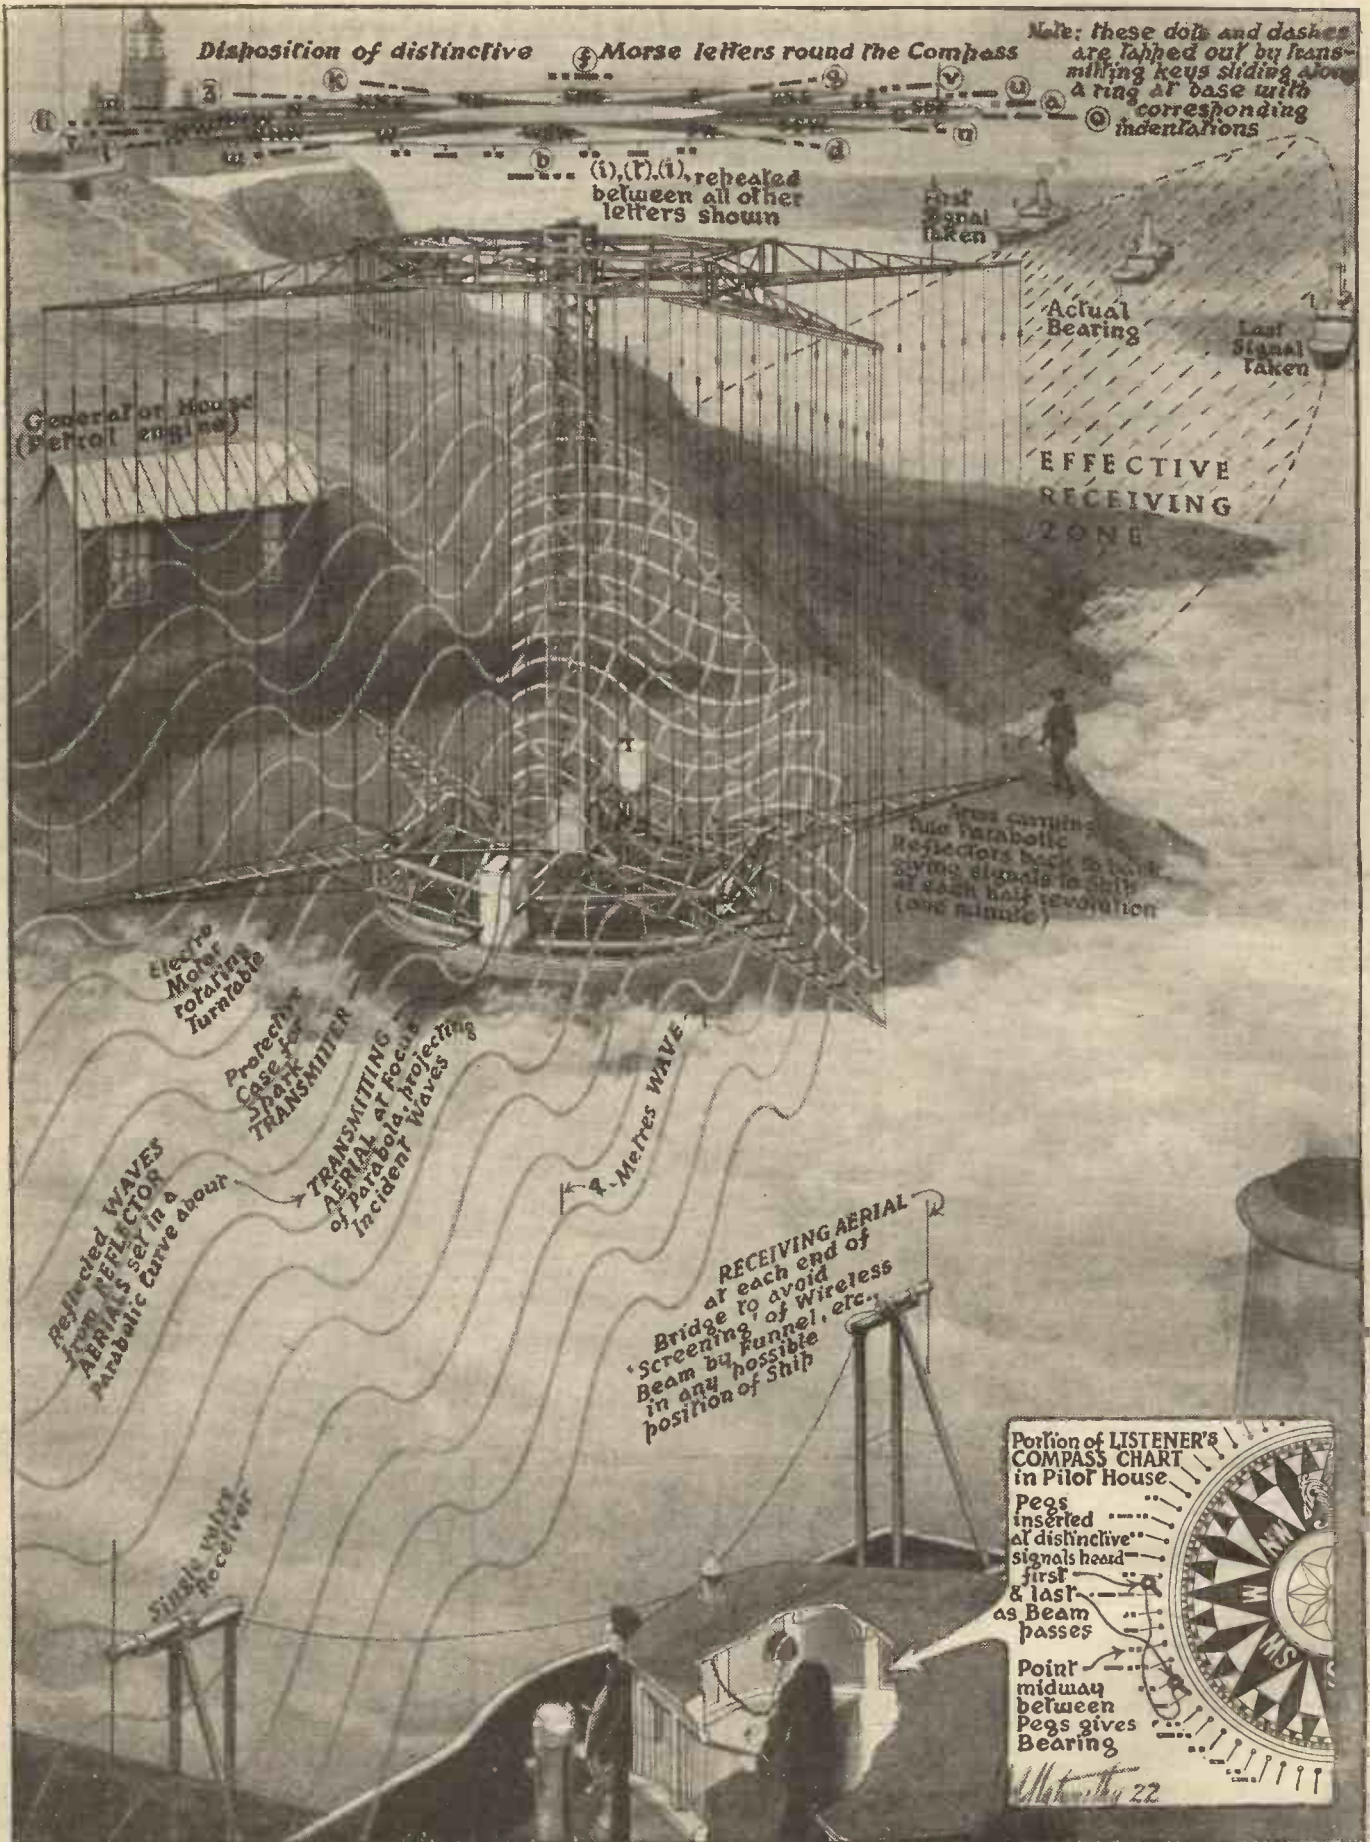 Disposition of distinctive
f
Morse letters round the Compass
Note: these dots and dashes
are tapped out by trans-
mitting keys sliding along
a ring at base with
corresponding
indentations
k
g
v
u
a
o
n
d
b
(i), (t), (i), repeated
between all other
letters shown
First
Signal
Taken
Actual
Bearing
Last
Signal
Taken
Generator House
(Petrol engine)
EFFECTIVE
RECEIVING
ZONE
Arms carrying
two Parabolic
Reflectors back to back
giving signals to Ship
at each half revolution
(one minute)
Electro
Motor
rotating
Turntable
Protective
Case for
Spark
TRANSMITTER
TRANSMITTING
AERIAL at Focus
of Parabola, projecting
Incident Waves
4-Metres WAVE
Reflected WAVES
from REFLECTOR
AERIALS set in a
Parabolic Curve about
RECEIVING AERIAL
at each end of
Bridge to avoid
'Screening' of Wireless
Beam by Funnel, etc.,
in any possible
position of Ship
Single valve
Receiver
Portion of LISTENER'S
COMPASS CHART
in Pilot House
Pegs
inserted
at distinctive
signals heard
first
& last
as Beam
passes
Point
midway
between
Pegs gives
Bearing
NW
W
SW
S
22